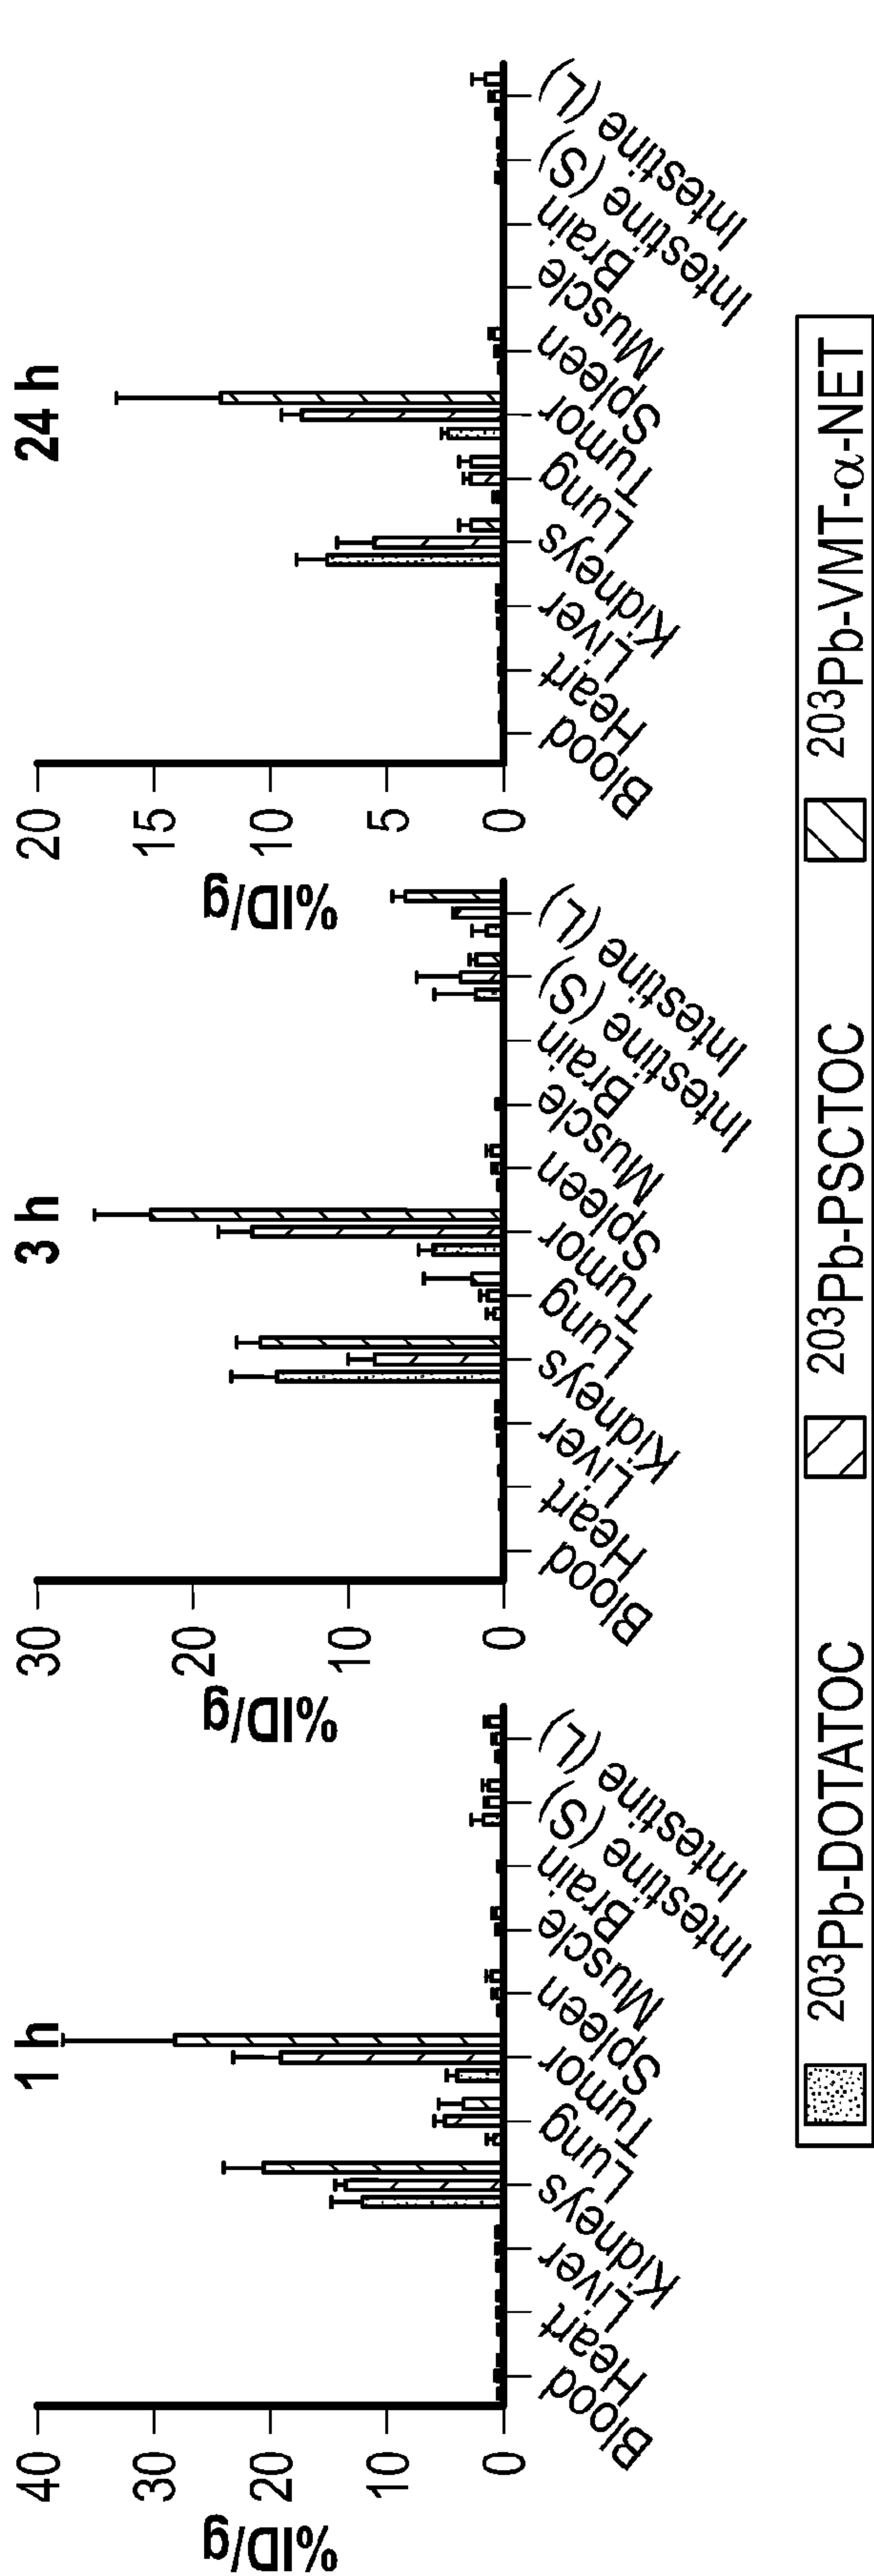 1 h
%ID/g
40
30
20
10
0
Blood
Heart
Liver
Kidneys
Lung
Tumor
Spleen
Muscle
Brain
Intestine (S)
Intestine (L)
3 h
%ID/g
30
20
10
0
Blood
Heart
Liver
Kidneys
Lung
Tumor
Spleen
Muscle
Brain
Intestine (S)
Intestine (L)
24 h
%ID/g
20
15
10
5
0
Blood
Heart
Liver
Kidneys
Lung
Tumor
Spleen
Muscle
Brain
Intestine (S)
Intestine (L)
²⁰³Pb-DOTATOC
²⁰³Pb-PSCTOC
²⁰³Pb-VMT-α-NET